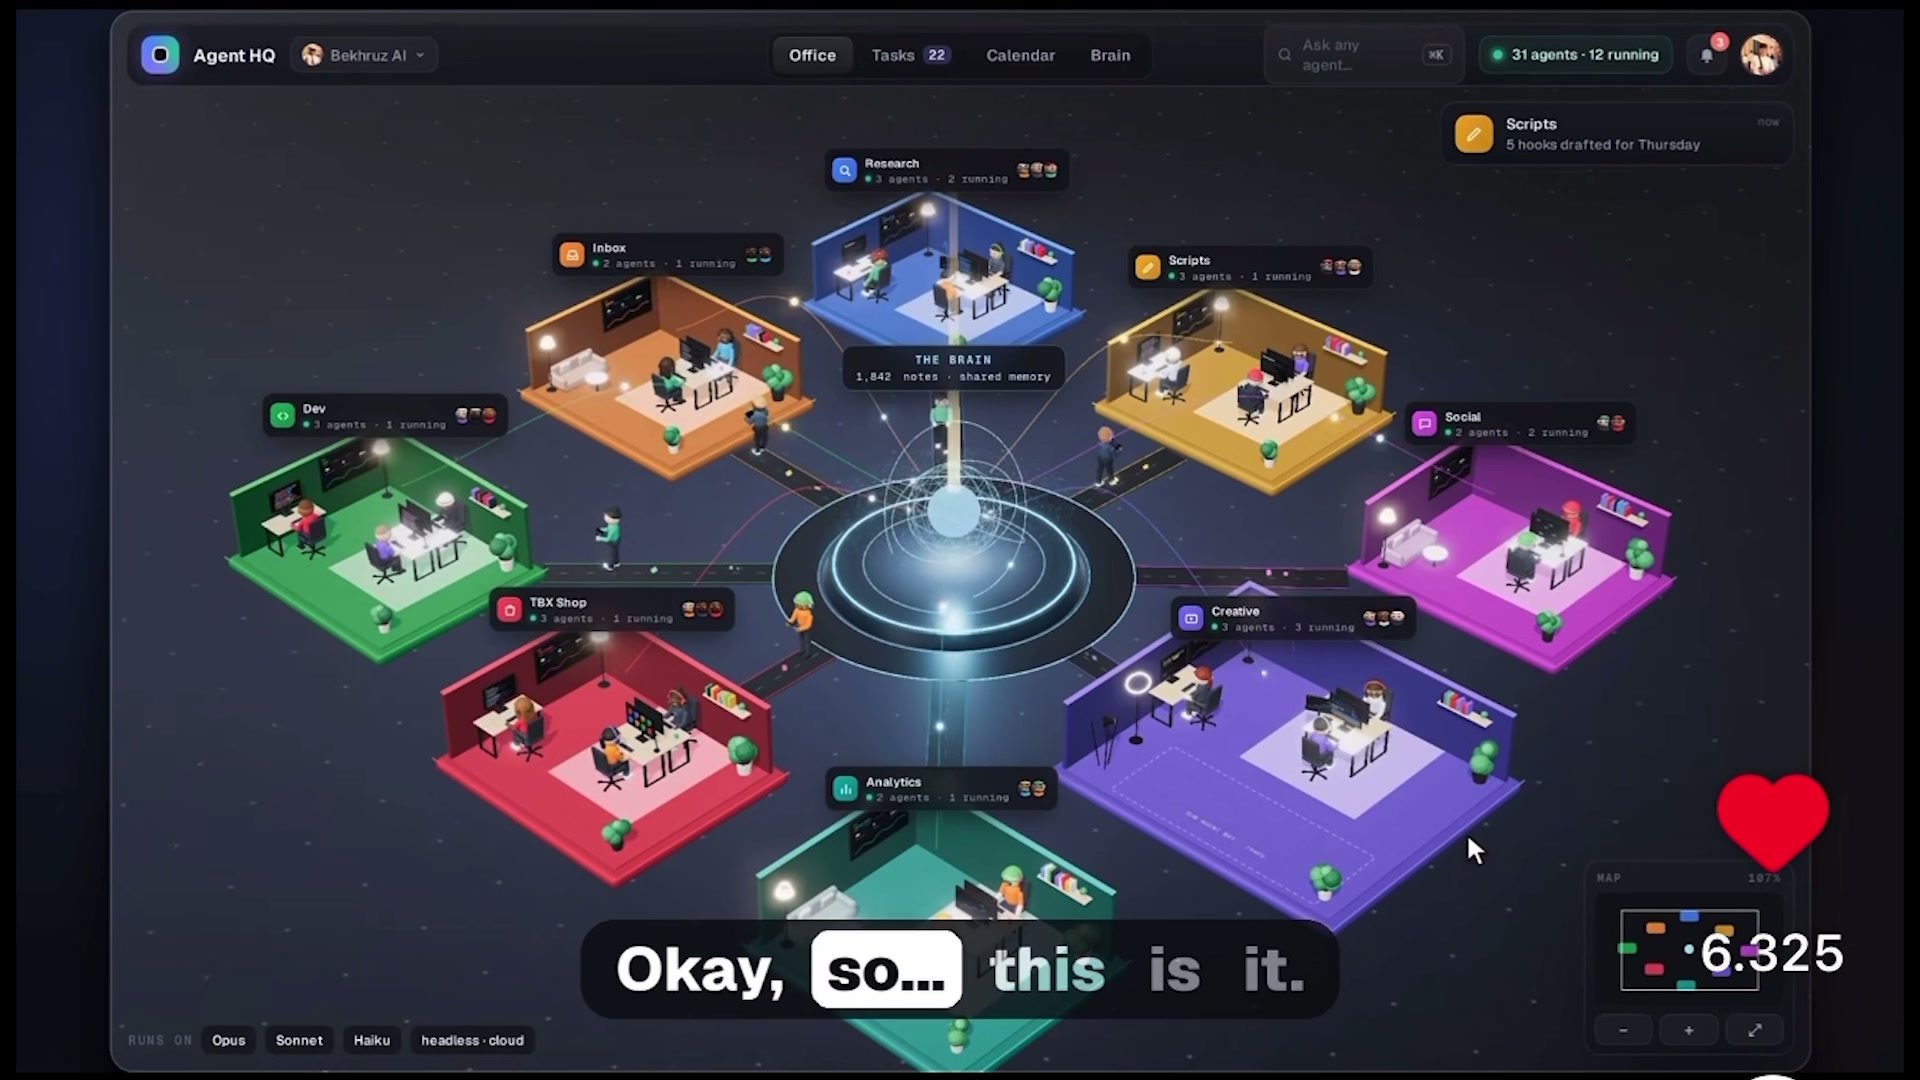 Agent HQ
Bekhruz AI
Office
Tasks 22
Calendar
Brain
Ask any
agent...
⌘K
31 agents · 12 running
3
Scripts
now
5 hooks drafted for Thursday
Research
3 agents · 2 running
Inbox
2 agents · 1 running
Scripts
3 agents · 1 running
THE BRAIN
1,842 notes · shared memory
Dev
3 agents · 1 running
Social
2 agents · 2 running
TBX Shop
3 agents · 1 running
Creative
3 agents · 3 running
Analytics
2 agents · 1 running
MAP
107%
6.325
Okay, so... this is it.
RUNS ON
Opus
Sonnet
Haiku
headless · cloud